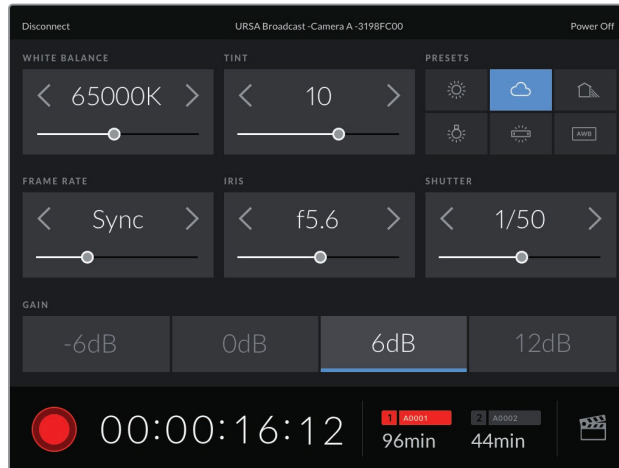 Disconnect URSA Broadcast -Camera A -3198FC00 Power Off
WHITE BALANCE TINT PRESETS
65000K 10
AWB
FRAME RATE IRIS SHUTTER
Sync f5.6 1/50
GAIN
-6dB 0dB 6dB 12dB
1 A0001 2 A0002
00:00:16:12 96min 44min